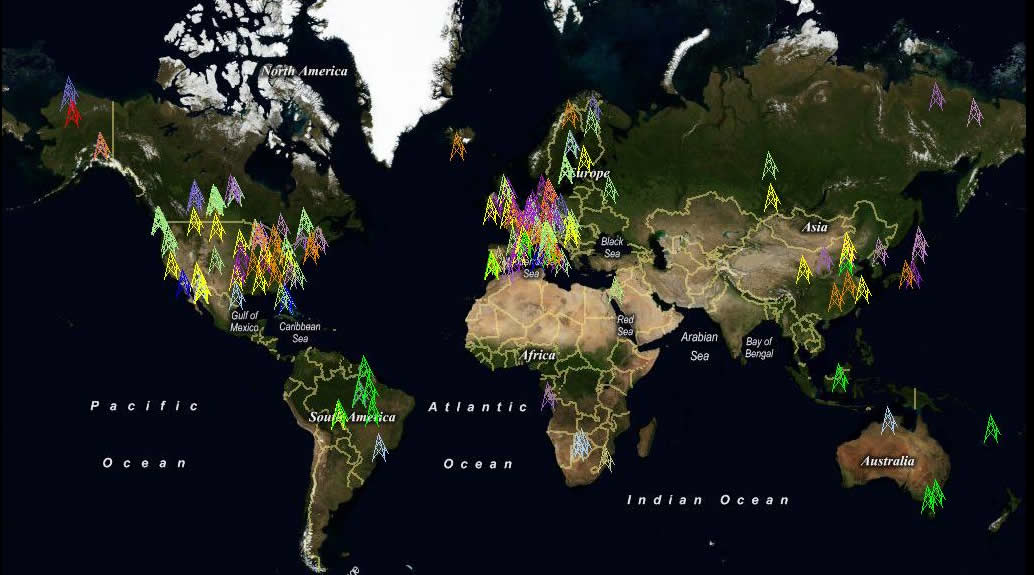 North America
Europe
Asia
Black
Sea
Sea
Gulf of
Mexico
Caribbean
Sea
Red
Sea
Arabian
Sea
Bay of
Bengal
Africa
Pacific
Ocean
South America
Atlantic
Ocean
Australia
Indian Ocean